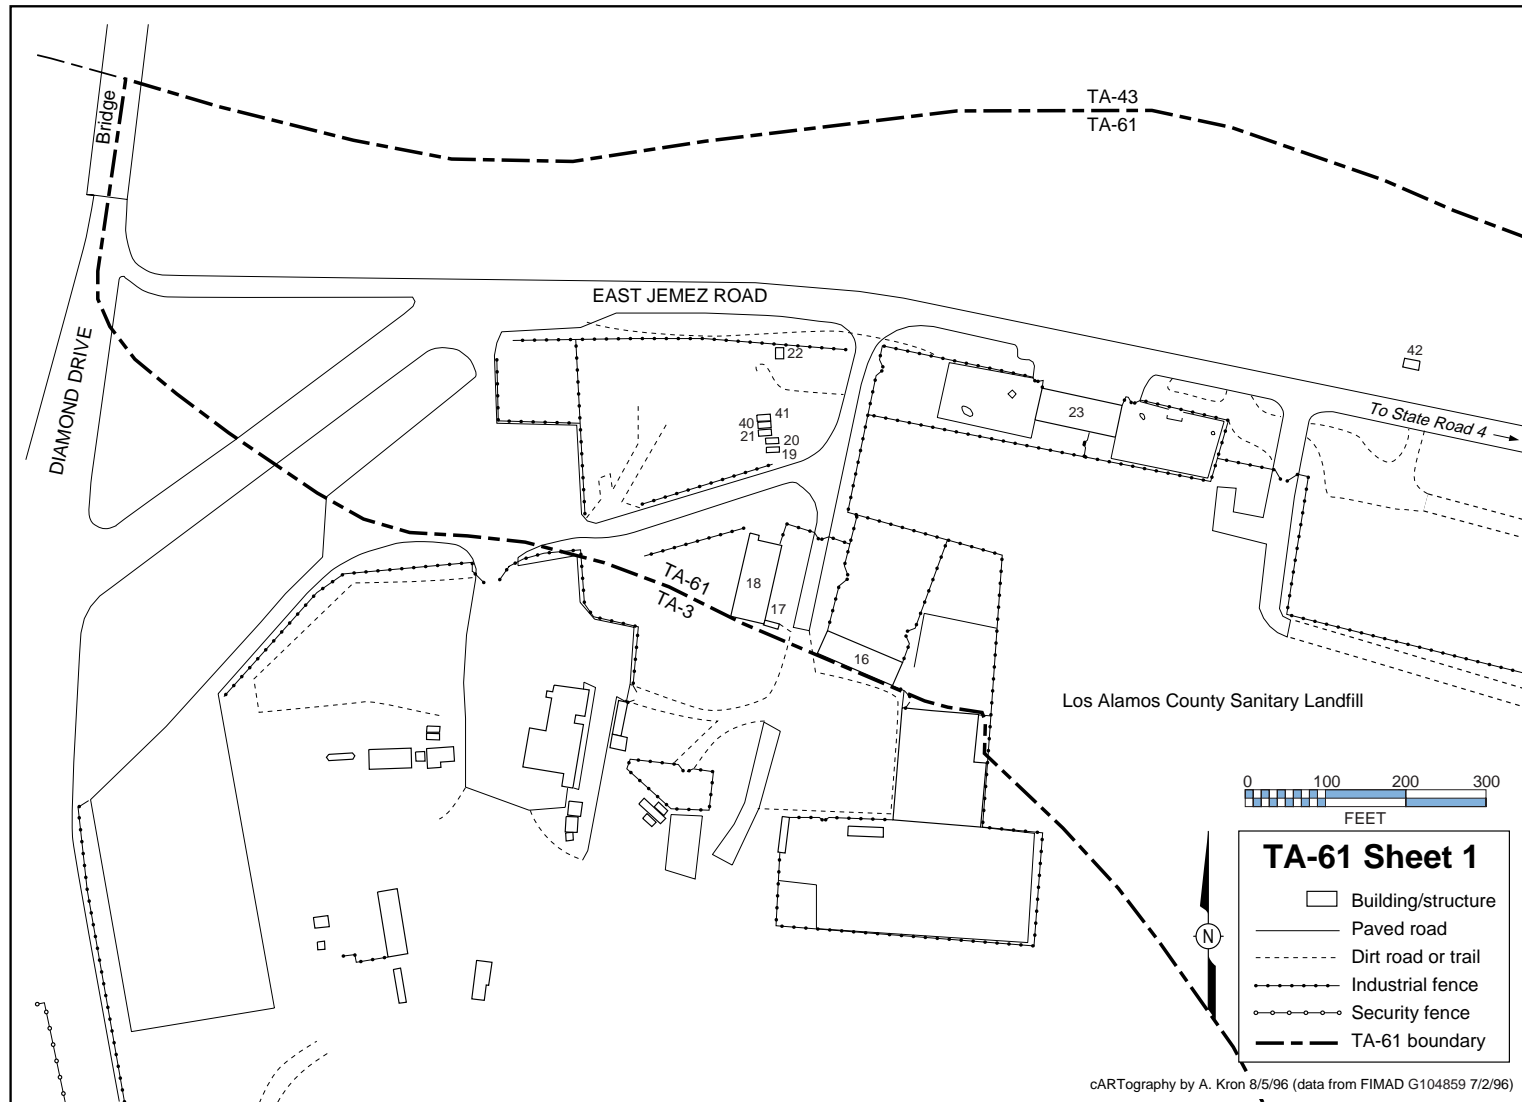 TA-43
TA-61
Bridge
EAST JEMEZ ROAD
DIAMOND DRIVE
22
42
41
40
21
20
19
23
To State Road 4
TA-61
TA-3
18
17
16
Los Alamos County Sanitary Landfill
0 100 200 300
FEET
TA-61 Sheet 1
N
Building/structure
Paved road
Dirt road or trail
Industrial fence
Security fence
TA-61 boundary
cARTography by A. Kron 8/5/96 (data from FIMAD G104859 7/2/96)